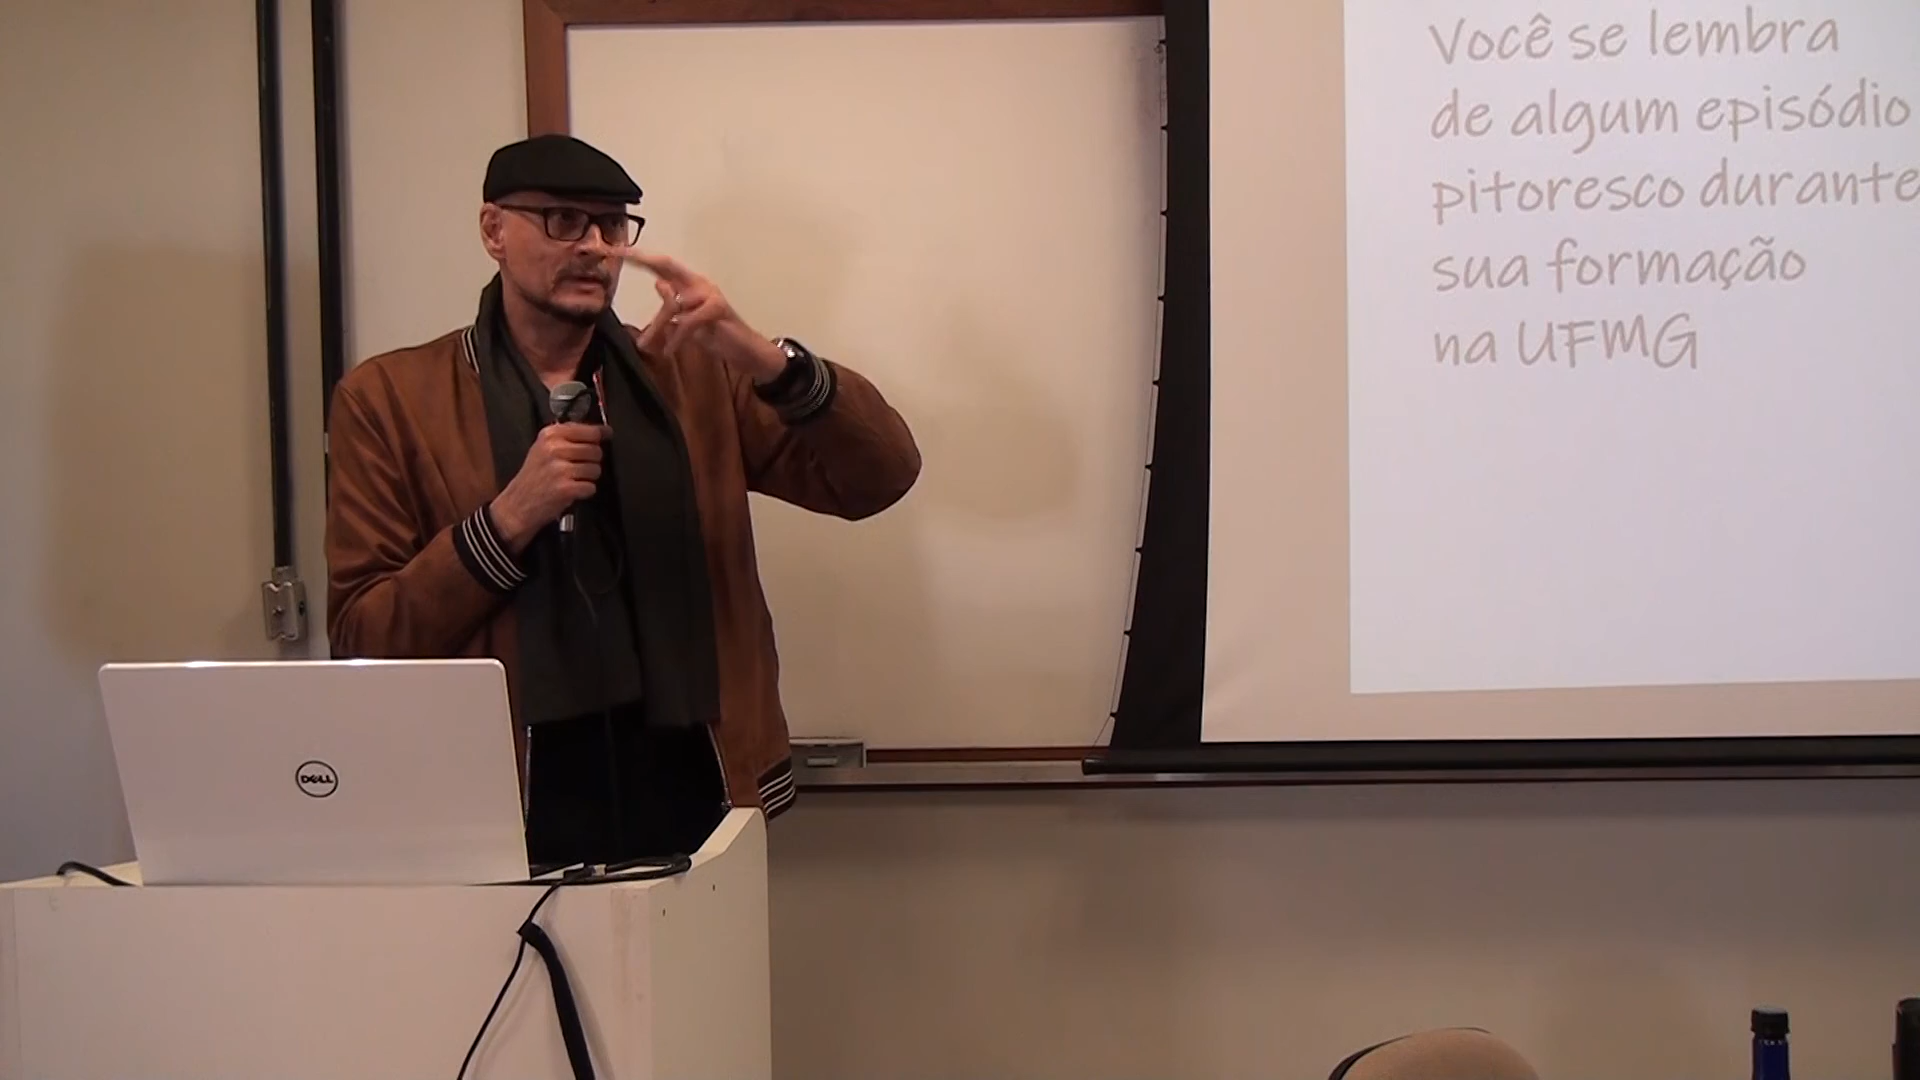 Você se lembra
de algum episódio
pitoresco durante
sua formação
na UFMG
DELL